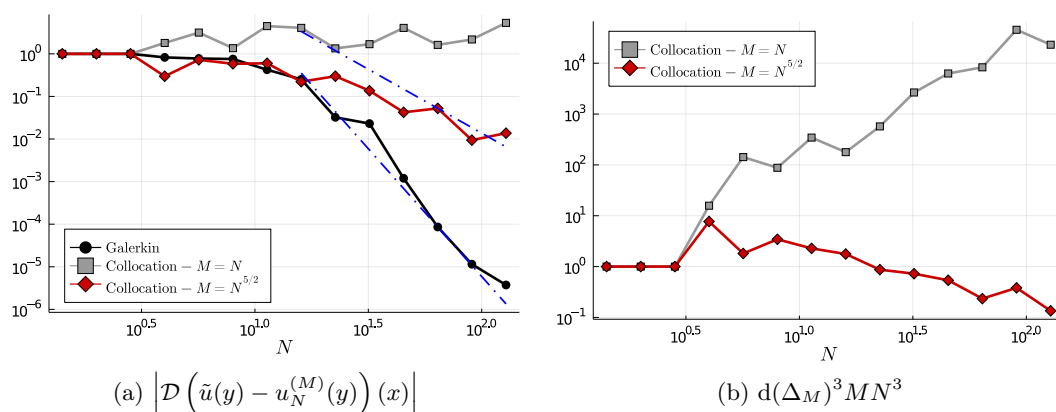 10^0
10^-1
10^-2
10^-3
10^-4
10^-5
10^-6
Galerkin
Collocation − M = N
Collocation − M = N^5/2
10^0.5
10^1.0
10^1.5
10^2.0
N
(a) |𝒟(ũ(y) − u_N^(M)(y))(x)|
10^4
10^3
10^2
10^1
10^0
10^-1
Collocation − M = N
Collocation − M = N^5/2
10^0.5
10^1.0
10^1.5
10^2.0
N
(b) d(Δ_M)^3MN^3